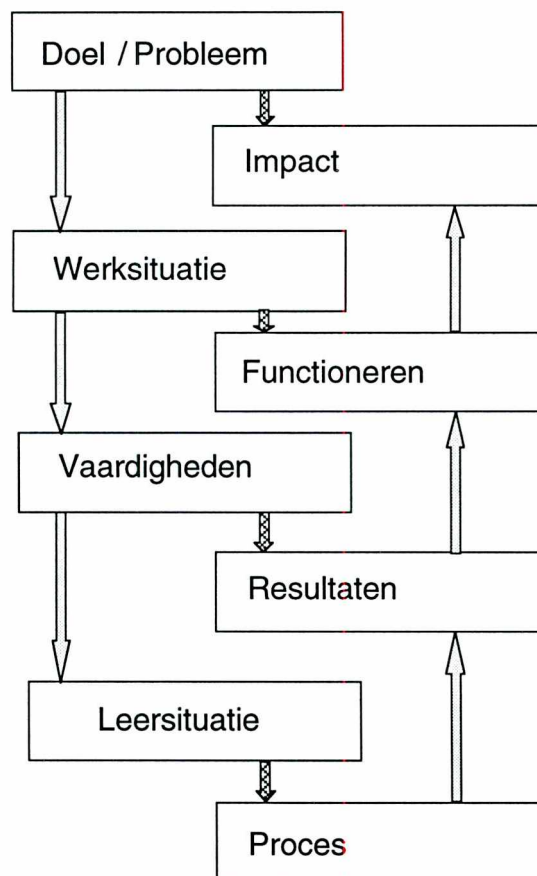 Doel / Probleem
Impact
Werksituatie
Functioneren
Vaardigheden
Resultaten
Leersituatie
Proces